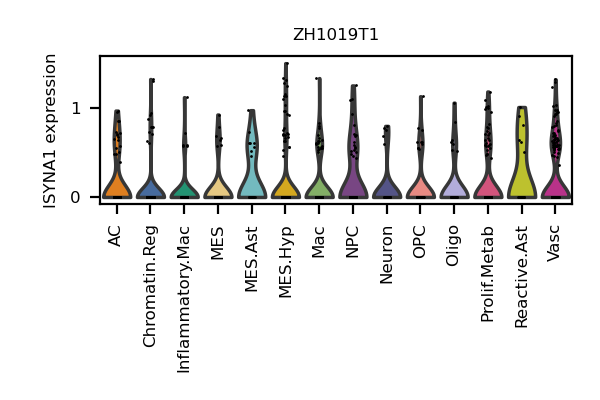 ZH1019T1
ISYNA1 expression
1
0
AC
Chromatin.Reg
Inflammatory.Mac
MES
MES.Ast
MES.Hyp
Mac
NPC
Neuron
OPC
Oligo
Prolif.Metab
Reactive.Ast
Vasc